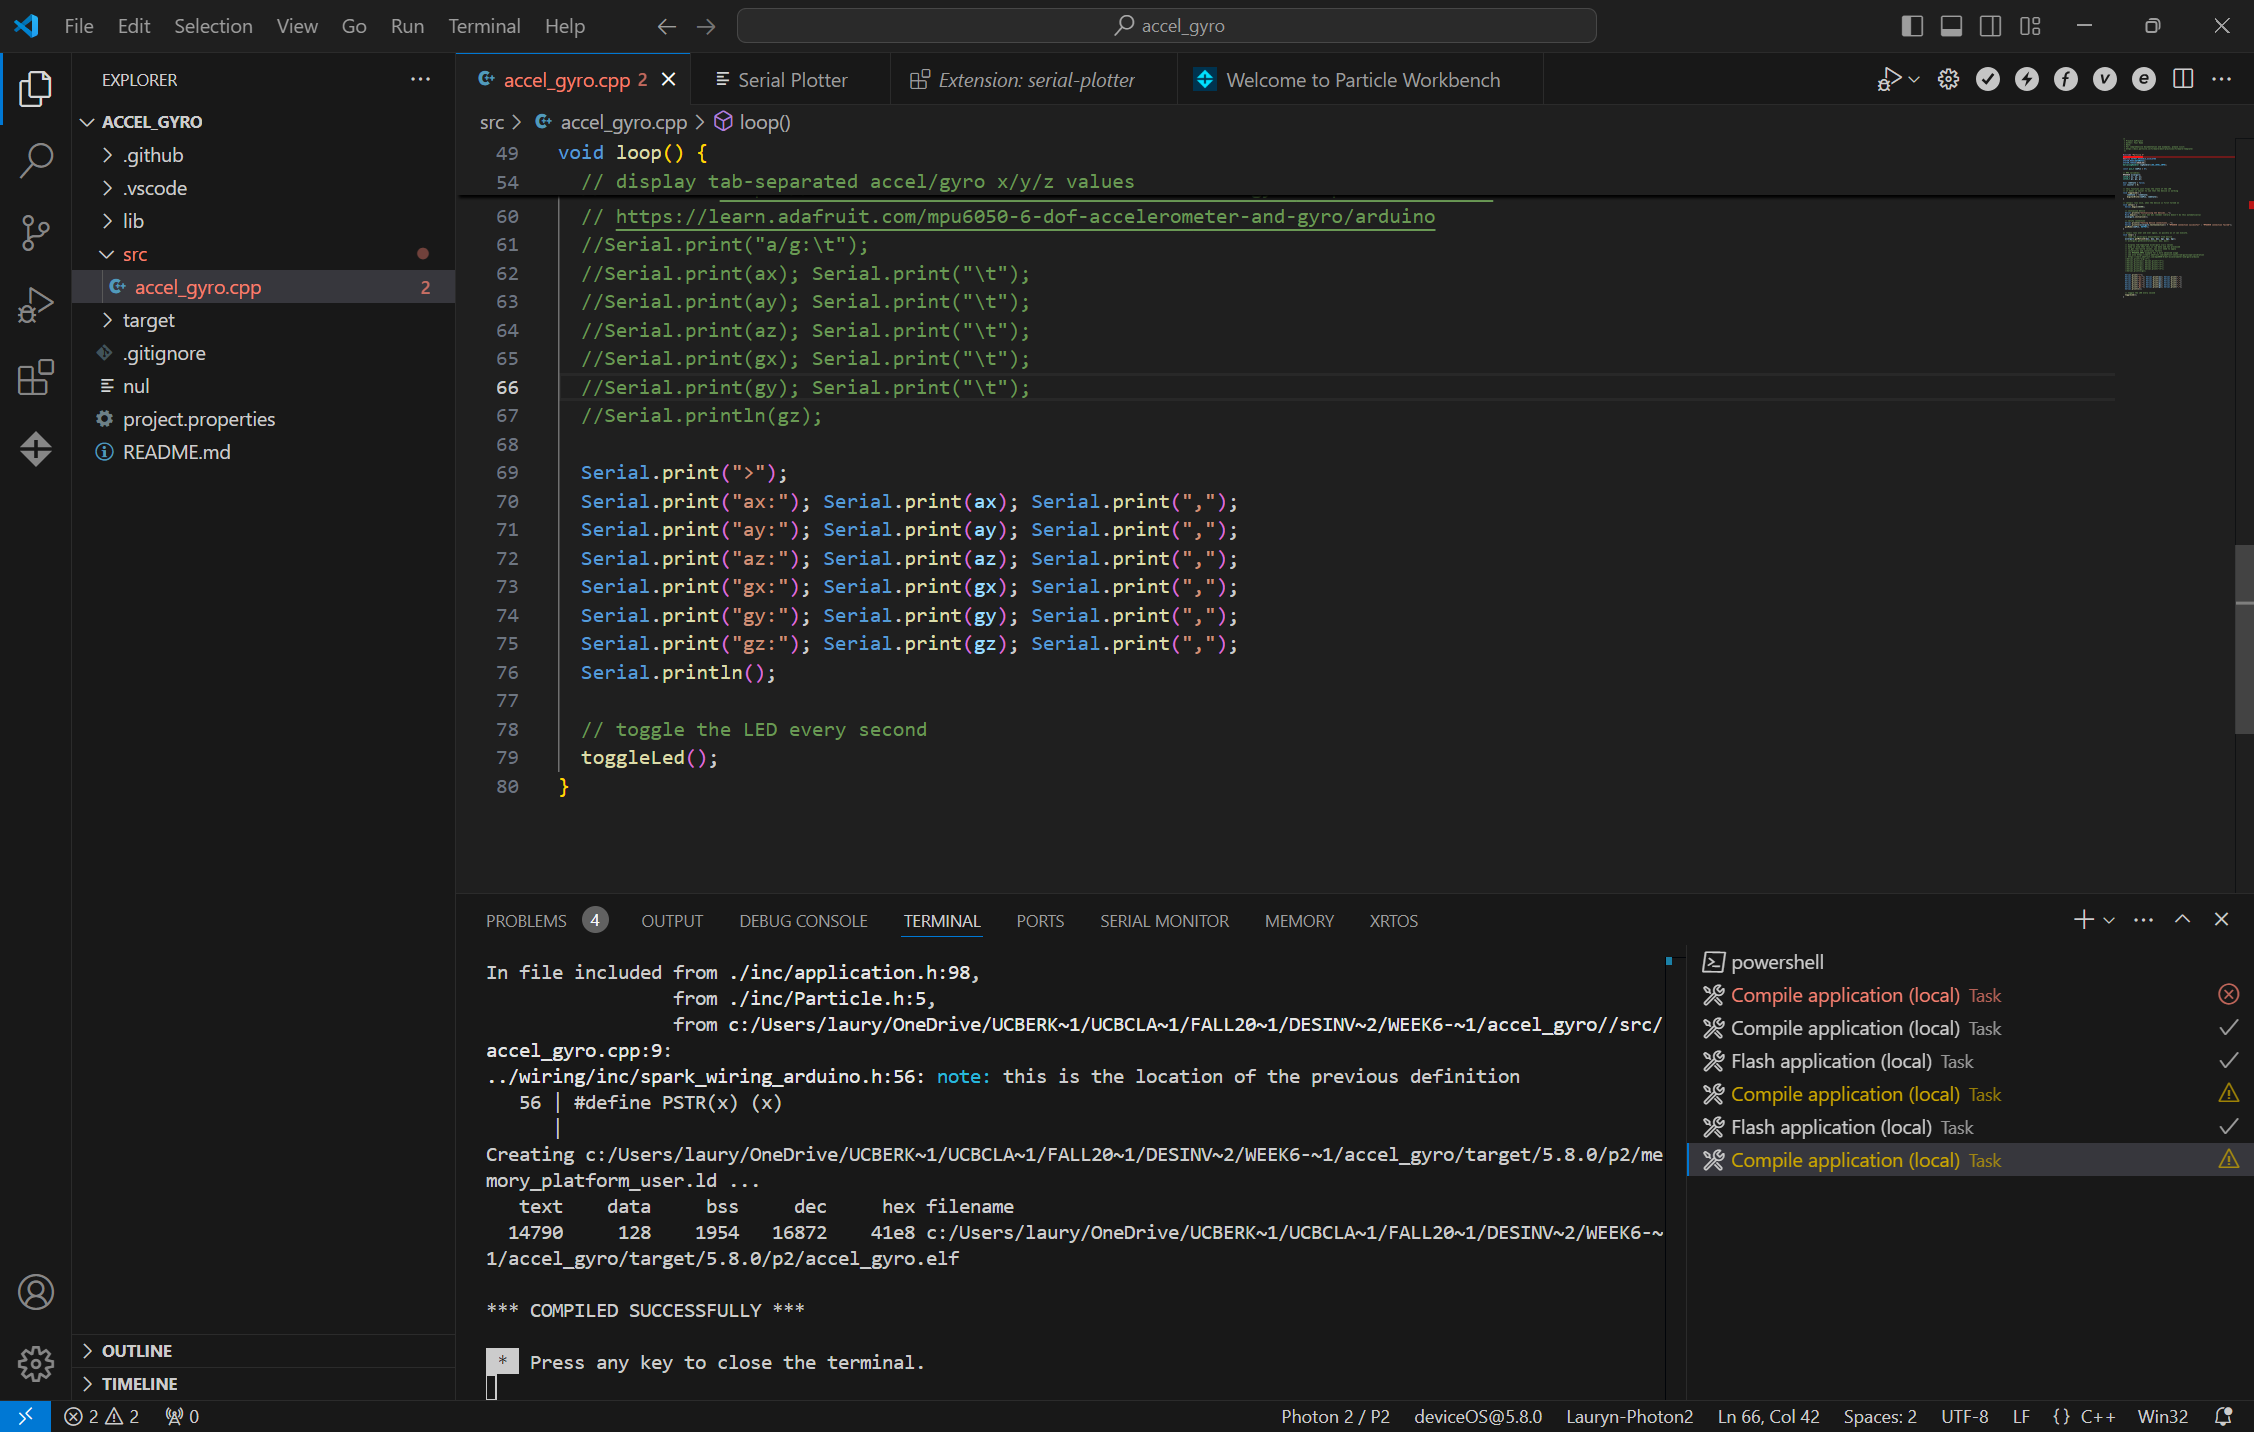 File Edit Selection View Go Run Terminal Help
accel_gyro
EXPLORER
ACCEL_GYRO
.github
.vscode
lib
src
accel_gyro.cpp 2
target
.gitignore
nul
project.properties
README.md
OUTLINE
TIMELINE
accel_gyro.cpp 2 Serial Plotter Extension: serial-plotter Welcome to Particle Workbench
src > accel_gyro.cpp > loop()
49 void loop() {
54 // display tab-separated accel/gyro x/y/z values
60 // https://learn.adafruit.com/mpu6050-6-dof-accelerometer-and-gyro/arduino
61 //Serial.print("a/g:\t");
62 //Serial.print(ax); Serial.print("\t");
63 //Serial.print(ay); Serial.print("\t");
64 //Serial.print(az); Serial.print("\t");
65 //Serial.print(gx); Serial.print("\t");
66 //Serial.print(gy); Serial.print("\t");
67 //Serial.println(gz);
68
69 Serial.print(">");
70 Serial.print("ax:"); Serial.print(ax); Serial.print(",");
71 Serial.print("ay:"); Serial.print(ay); Serial.print(",");
72 Serial.print("az:"); Serial.print(az); Serial.print(",");
73 Serial.print("gx:"); Serial.print(gx); Serial.print(",");
74 Serial.print("gy:"); Serial.print(gy); Serial.print(",");
75 Serial.print("gz:"); Serial.print(gz); Serial.print(",");
76 Serial.println();
77
78 // toggle the LED every second
79 toggleLed();
80 }
PROBLEMS 4 OUTPUT DEBUG CONSOLE TERMINAL PORTS SERIAL MONITOR MEMORY XRTOS
In file included from ./inc/application.h:98,
from ./inc/Particle.h:5,
from c:/Users/laury/OneDrive/UCBERK~1/UCBCLA~1/FALL20~1/DESINV~2/WEEK6-~1/accel_gyro//src/
accel_gyro.cpp:9:
../wiring/inc/spark_wiring_arduino.h:56: note: this is the location of the previous definition
56 | #define PSTR(x) (x)
|
Creating c:/Users/laury/OneDrive/UCBERK~1/UCBCLA~1/FALL20~1/DESINV~2/WEEK6-~1/accel_gyro/target/5.8.0/p2/me
mory_platform_user.ld ...
text data bss dec hex filename
14790 128 1954 16872 41e8 c:/Users/laury/OneDrive/UCBERK~1/UCBCLA~1/FALL20~1/DESINV~2/WEEK6-~
1/accel_gyro/target/5.8.0/p2/accel_gyro.elf
*** COMPILED SUCCESSFULLY ***
* Press any key to close the terminal.
powershell
Compile application (local) Task
Compile application (local) Task
Flash application (local) Task
Compile application (local) Task
Flash application (local) Task
Compile application (local) Task
2 2 0 Photon 2 / P2 deviceOS@5.8.0 Lauryn-Photon2 Ln 66, Col 42 Spaces: 2 UTF-8 LF {} C++ Win32